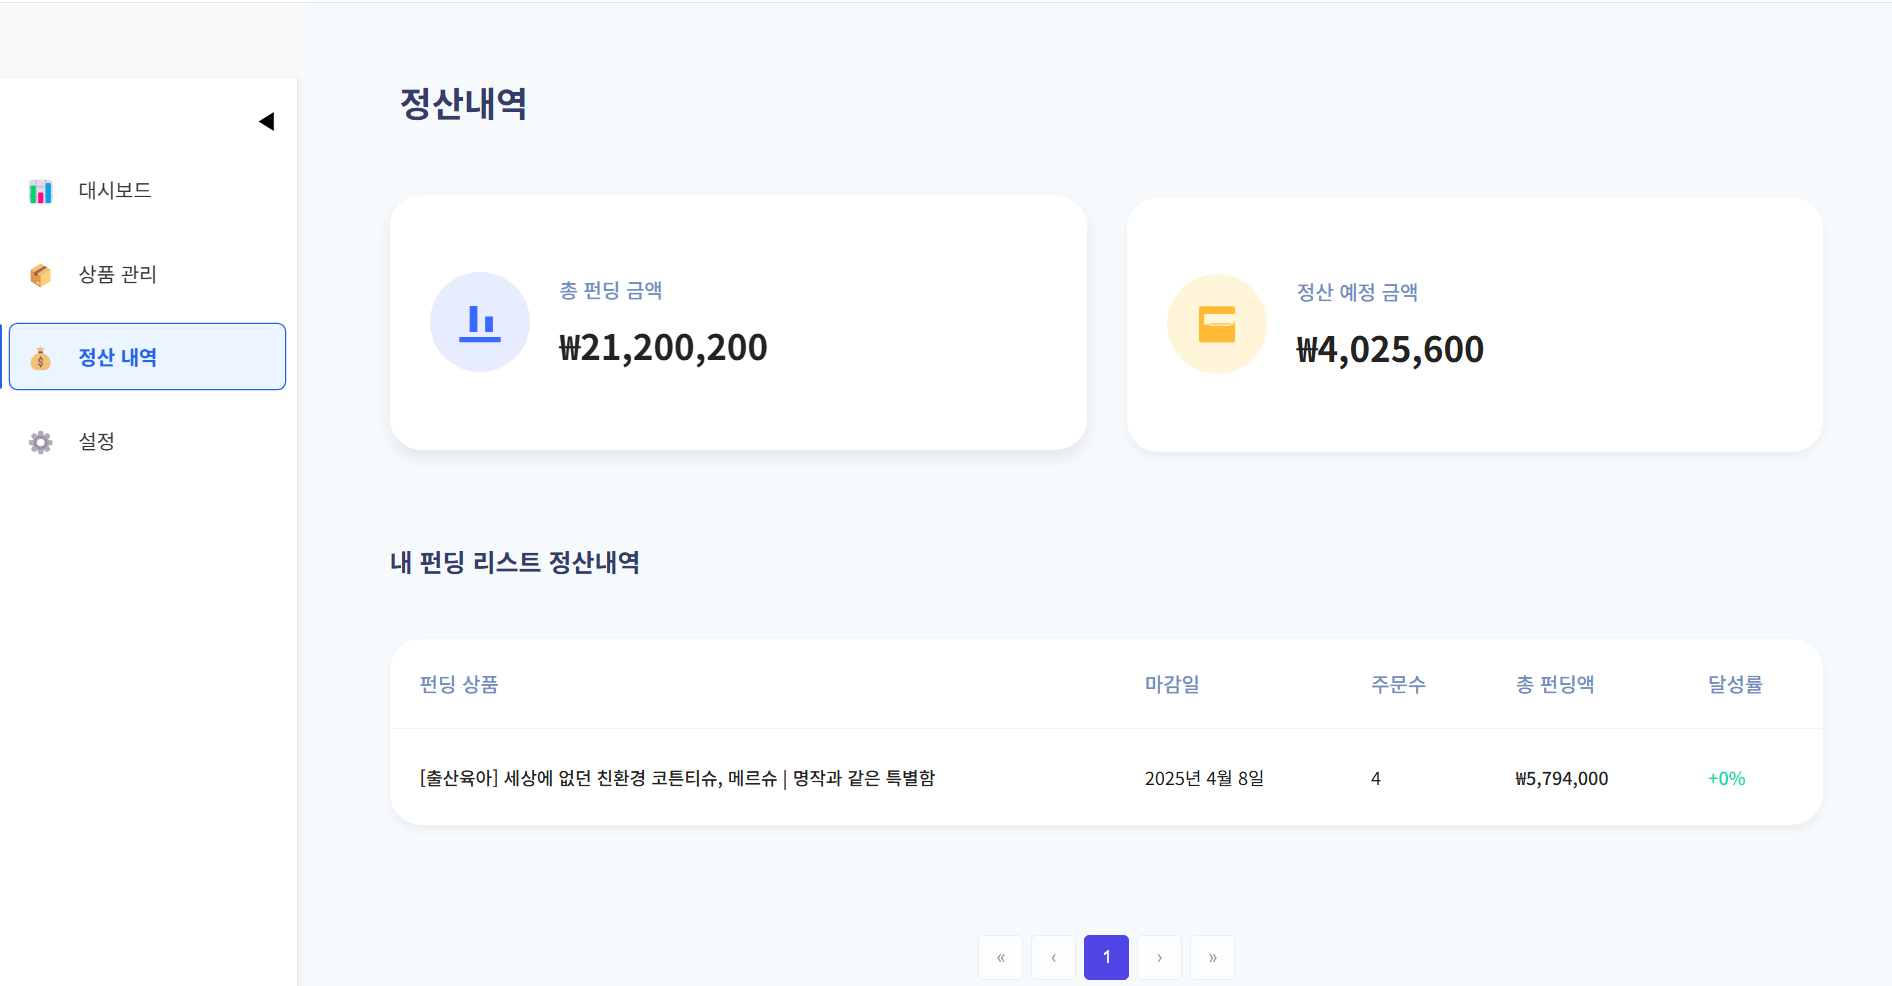 정산내역
대시보드
상품 관리
정산 내역
설정
총 펀딩 금액
₩21,200,200
정산 예정 금액
₩4,025,600
내 펀딩 리스트 정산내역
펀딩 상품 마감일 주문수 총 펀딩액 달성률
[출산육아] 세상에 없던 친환경 코튼티슈, 메르슈 | 명작과 같은 특별함 2025년 4월 8일 4 ₩5,794,000 +0%
« ‹ 1 › »